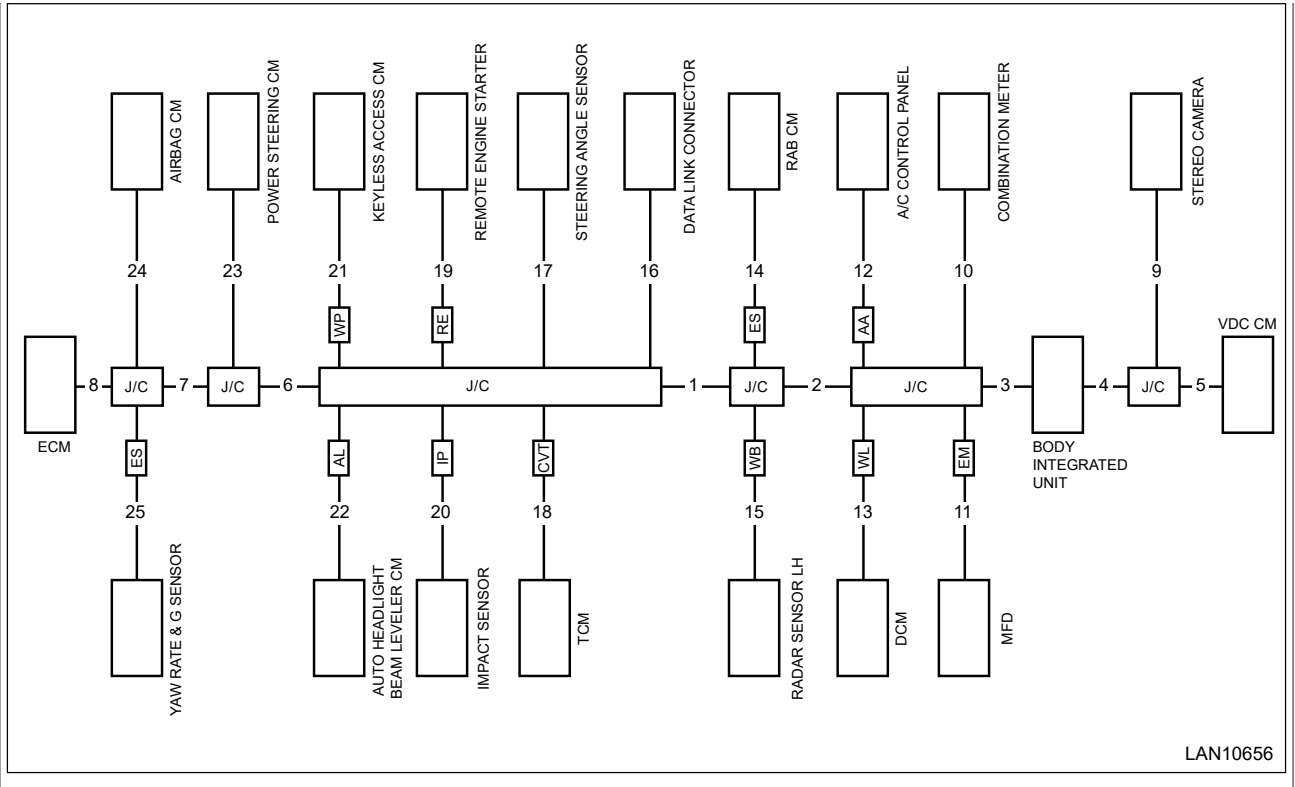 AIRBAG CM
POWER STEERING CM
KEYLESS ACCESS CM
REMOTE ENGINE STARTER
STEERING ANGLE SENSOR
DATA LINK CONNECTOR
RAB CM
A/C CONTROL PANEL
COMBINATION METER
STEREO CAMERA
24
23
21
19
17
16
14
12
10
9
WP
RE
ES
AA
VDC CM
8
J/C
7
J/C
6
J/C
1
J/C
2
J/C
3
4
J/C
5
ECM
ES
AL
IP
CVT
WB
WL
EM
BODY
INTEGRATED
UNIT
25
22
20
18
15
13
11
YAW RATE & G SENSOR
AUTO HEADLIGHT
BEAM LEVELER CM
IMPACT SENSOR
TCM
RADAR SENSOR LH
DCM
MFD
LAN10656